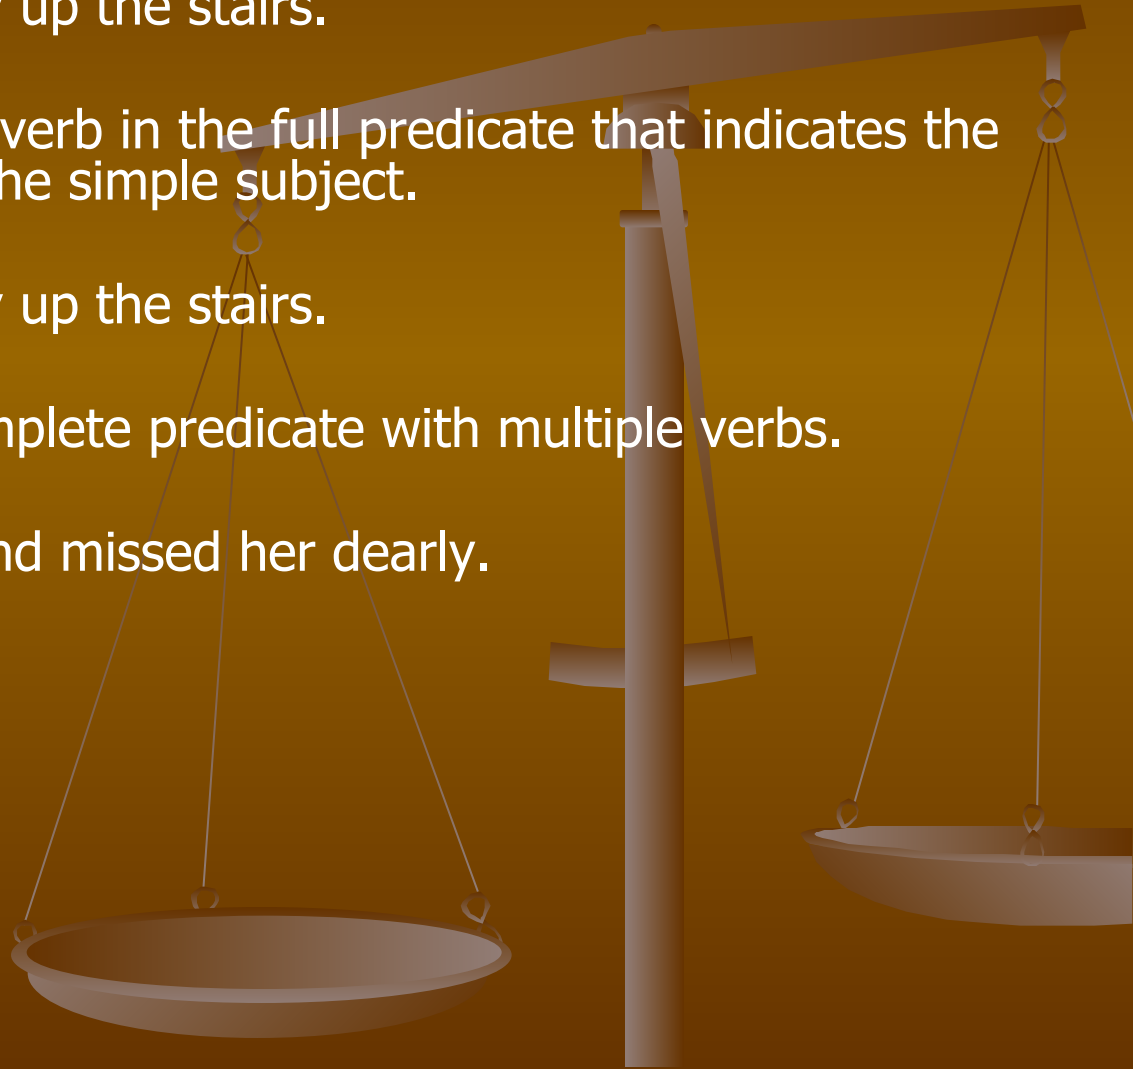 up the stairs.
verb in the full predicate that indicates the
he simple subject.
up the stairs.
mplete predicate with multiple verbs.
nd missed her dearly.